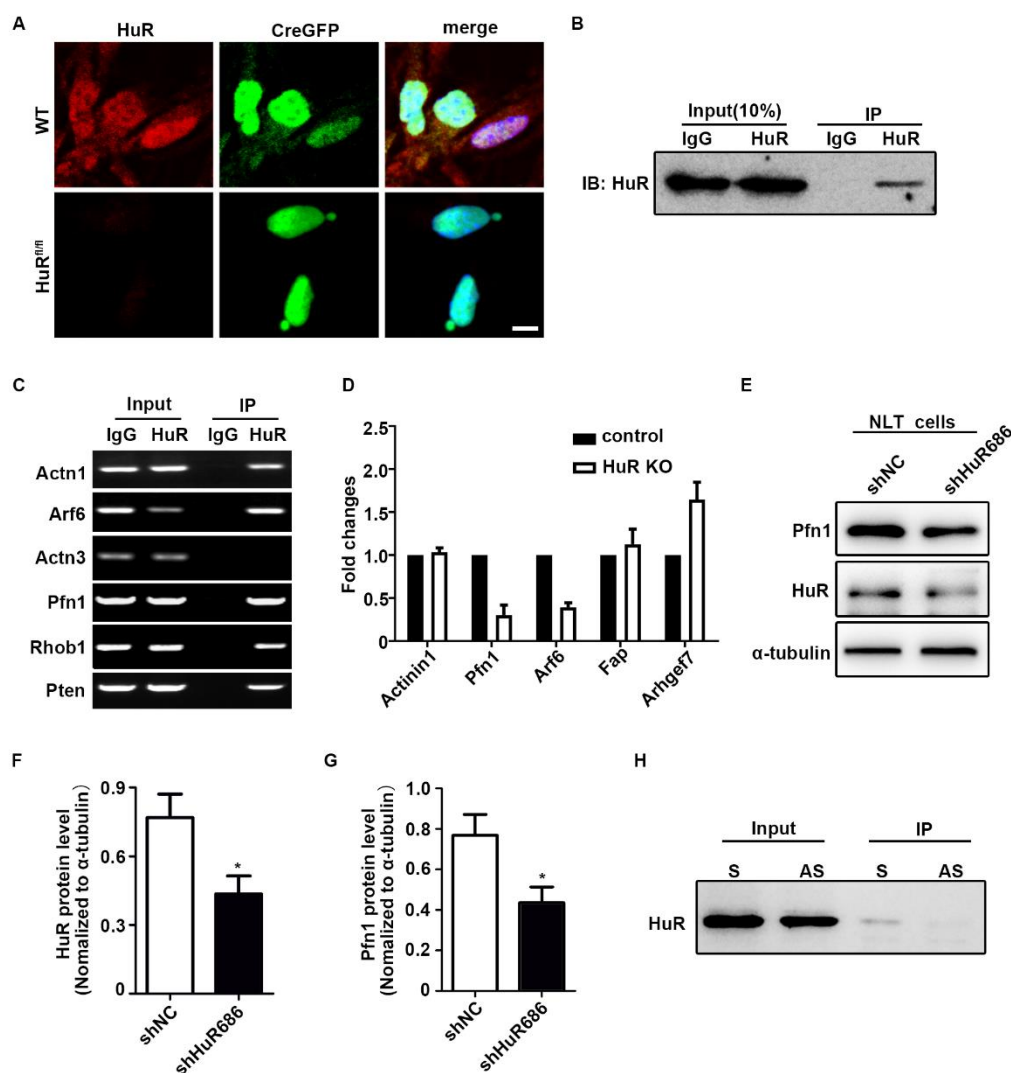 A
HuR
CreGFP
merge
WT
HuRfl/fl
B
Input(10%)
IP
IgG
HuR
IgG
HuR
IB: HuR
C
Input
IP
IgG
HuR
IgG
HuR
Actn1
Arf6
Actn3
Pfn1
Rhob1
Pten
D
Fold changes
2.5
2.0
1.5
1.0
0.5
0
control
HuR KO
Actinin1
Pfn1
Arf6
Fap
Arhgef7
E
NLT cells
shNC
shHuR686
Pfn1
HuR
α-tubulin
F
HuR protein level
(Nomalized to α-tubulin)
0.9
0.6
0.3
0
*
shNC
shHuR686
G
Pfn1 protein level
(Nomalized to α-tubulin)
1.0
0.8
0.6
0.4
0.2
0
*
shNC
shHuR686
H
Input
IP
S
AS
S
AS
HuR